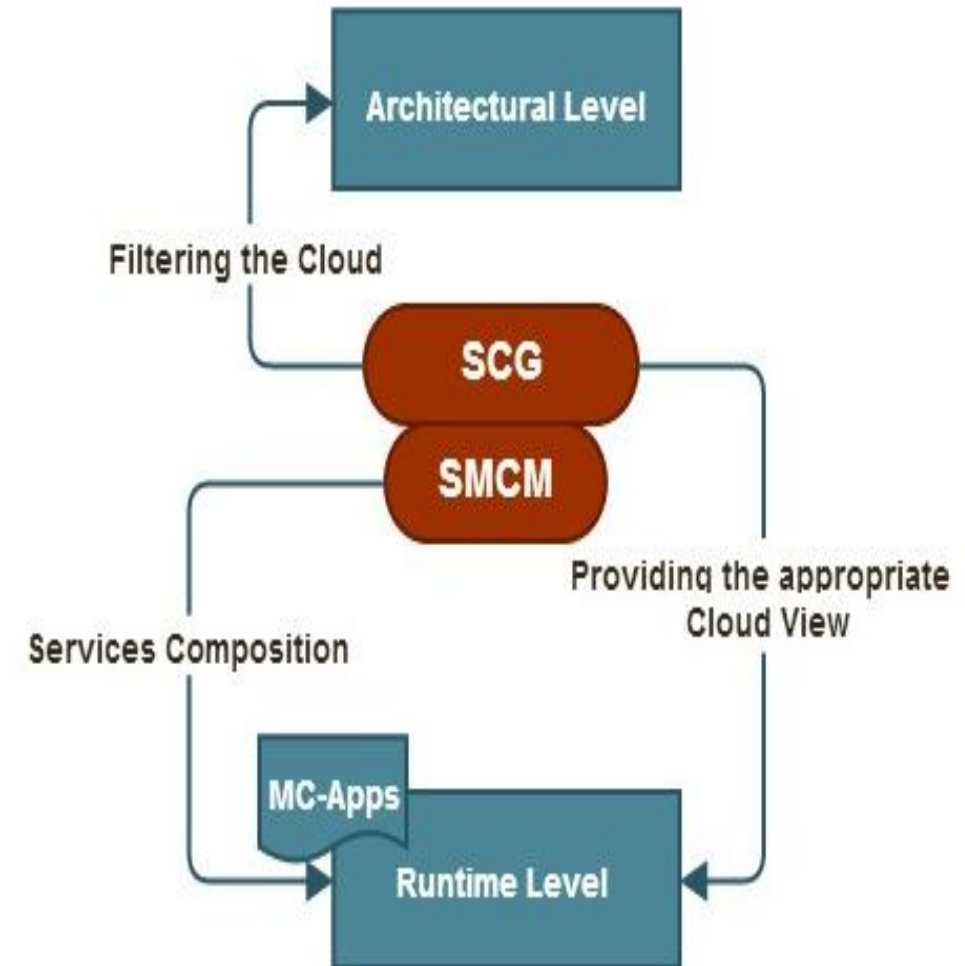 Architectural Level
Filtering the Cloud
SCG
SMCM
Providing the appropriate
Cloud View
Services Composition
MC-Apps
Runtime Level